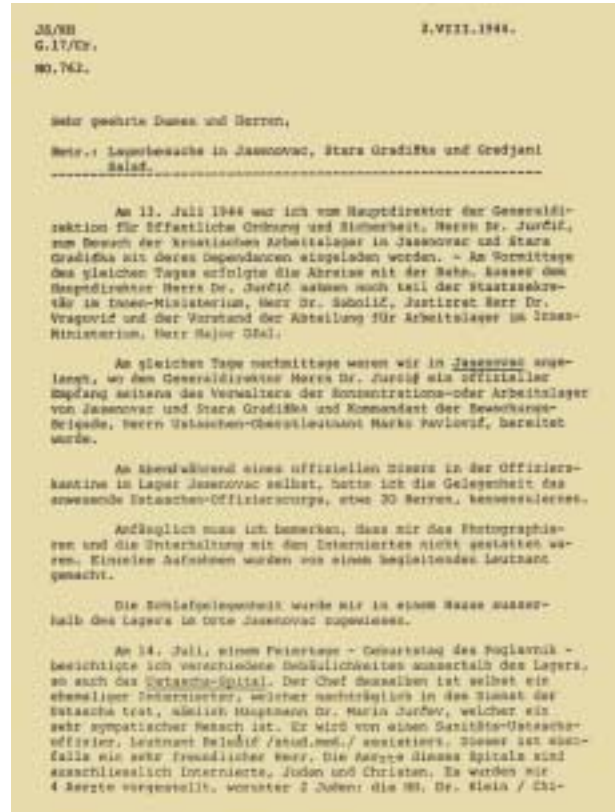 JS/HB
2.VIII.1944.
G.17/Cr.
NO.762.
Sehr geehrte Damen und Herren,
Betr.: Lagerbesuche in Jasenovac, Stara Gradiška und Gredjani
Salaš.
Am 13. Juli 1944 war ich vom Hauptdirektor der Generaldi-
rektion für Öffentliche Ordnung und Sicherheit, Herrn Dr. Jurčić,
zum Besuch der kroatischen Arbeitslager in Jasenovac und Stara
Gradiška mit deren Dependancen eingeladen worden. - Am Vormittage
des gleichen Tages erfolgte die Abreise mit der Bahn. Ausser dem
Hauptdirektor Herrn Dr. Jurčić nahmen noch teil der Staatssekre-
tär im Innen-Ministerium, Herr Dr. Justizrat Herr Dr.
und der Vorstand der Abteilung für Arbeitslager im Innen-
Ministerium, Herr Major
Am gleichen Tage nachmittags waren wir in Jasenovac ange-
langt, wo dem Generaldirektor Herrn Dr. Jurčić ein offizieller
Empfang seitens des Verwalters der Konzentrations-oder Arbeitslager
von Jasenovac und Stara Gradiška und Kommandant der Bewachungs-
Brigade, Herrn Ustaschen-Oberstleutnant Marko Pavlović, bereitet
wurde.
Am Abend während eines offiziellen Diners in der Offiziers-
kantine in Lager Jasenovac selbst, hatte ich die Gelegenheit das
anwesende Ustaschen-Offizierscorps, etwa 30 Herren, kennenzulernen.
Anfänglich muss ich bemerken, dass mir das Photographie-
ren und die Unterhaltung mit den Internierten nicht gestattet wa-
ren. Einzelne Aufnahmen wurden von einem begleitenden Leutnant
gemacht.
Die Schlafgelegenheit wurde mir in einem Hause ausser-
halb des Lagers im Orte Jasenovac zugewiesen.
Am 14. Juli, einem Feiertage - Geburtstag des Poglavnik -
besichtigte ich verschiedene Gebäulichkeiten ausserhalb des Lagers,
so auch das Ustascha-Spital. Der Chef desselben ist selbst ein
ehemaliger Internierter, welcher nachträglich in den Dienst der
Ustascha trat, nämlich Hauptmann Dr. Marin Jurčev, welcher ein
sehr sympatischer Mensch ist. Er wird von einem Sanitäts-Ustascha-
offizier, Leutnant /stud.med./ assistiert. Dieser ist eben-
falls ein sehr freundlicher Herr. Die Aerzte dieses Spitals sind
ausschliesslich Internierte, Juden und Christen. Es wurden mir
4 Aerzte vorgestellt, worunter 2 Juden: die HH. Dr. Klein / Chi-